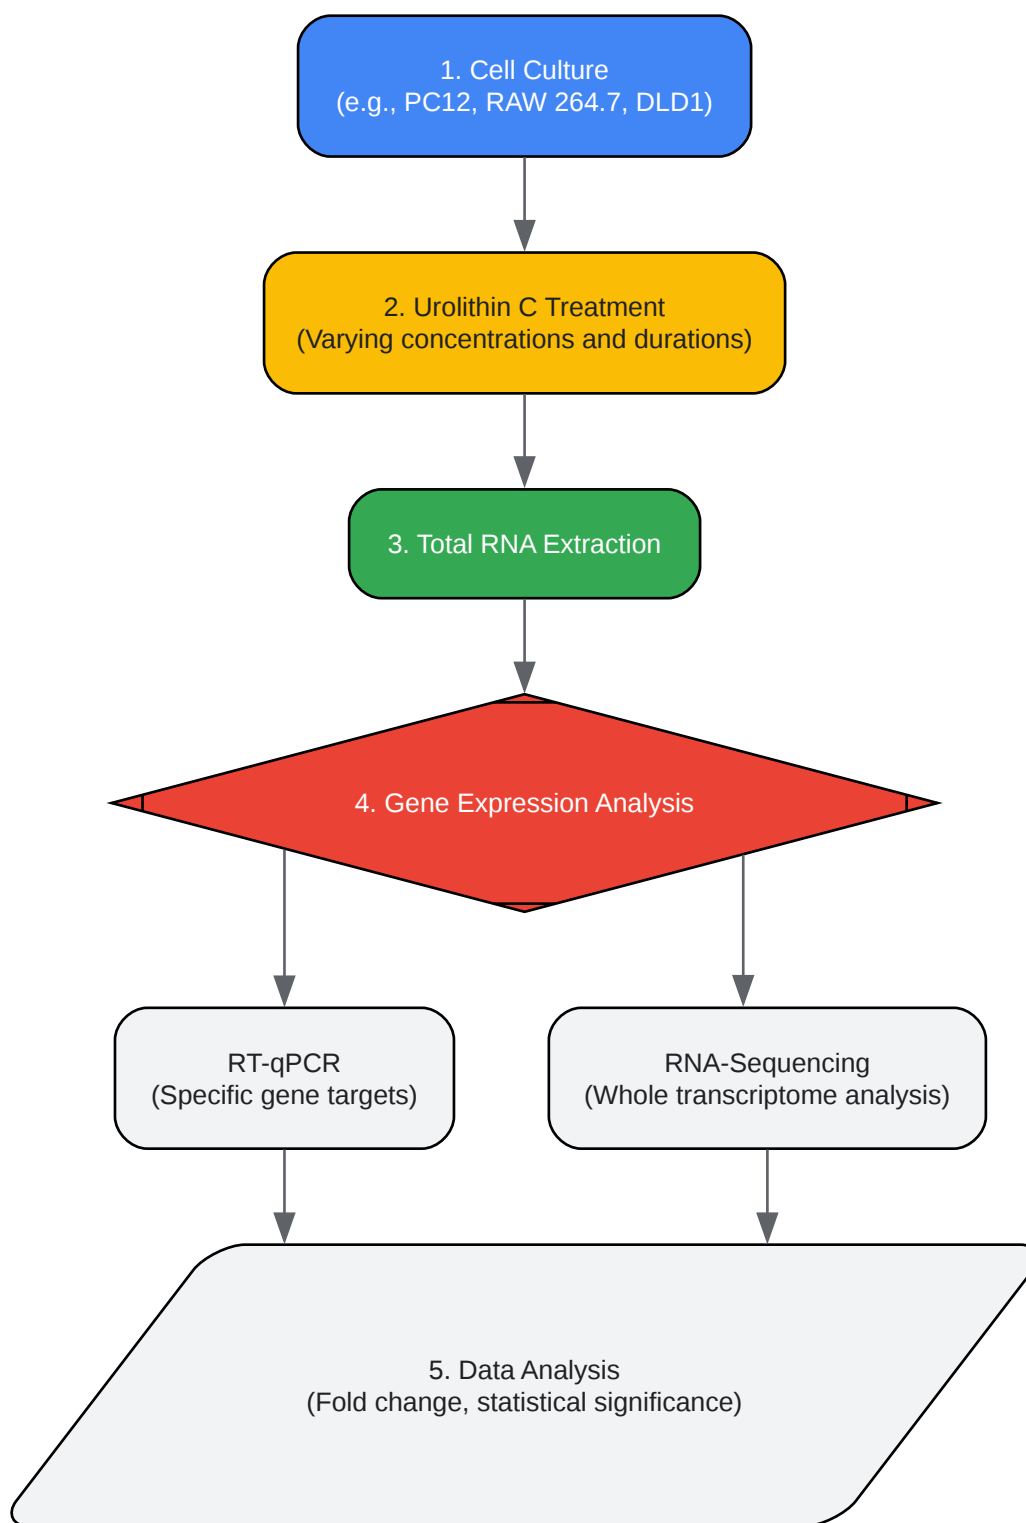 1. Cell Culture
(e.g., PC12, RAW 264.7, DLD1)
2. Urolithin C Treatment
(Varying concentrations and durations)
3. Total RNA Extraction
4. Gene Expression Analysis
RT-qPCR
(Specific gene targets)
RNA-Sequencing
(Whole transcriptome analysis)
5. Data Analysis
(Fold change, statistical significance)